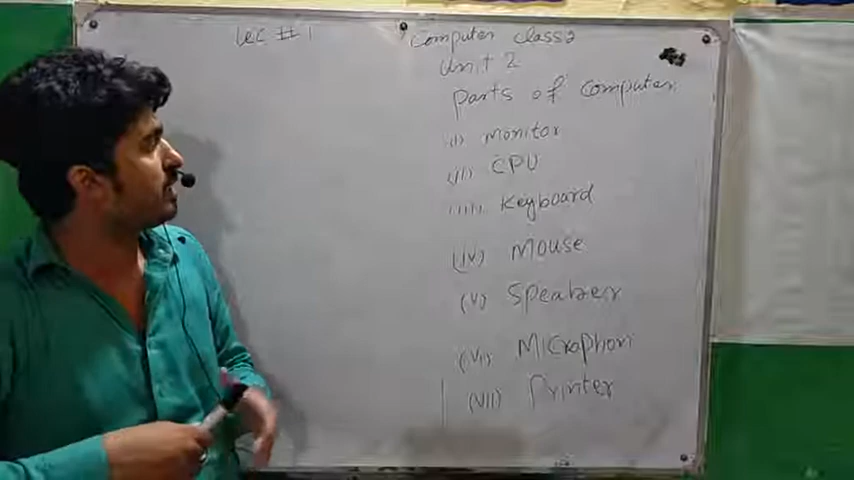 Lec # 1
Computer Class 2
Unit 2
Parts of Computer
(i) Monitor
(ii) CPU
(iii) Keyboard
(iv) Mouse
(v) Speaker
(vi) Microphon
(vii) Printer